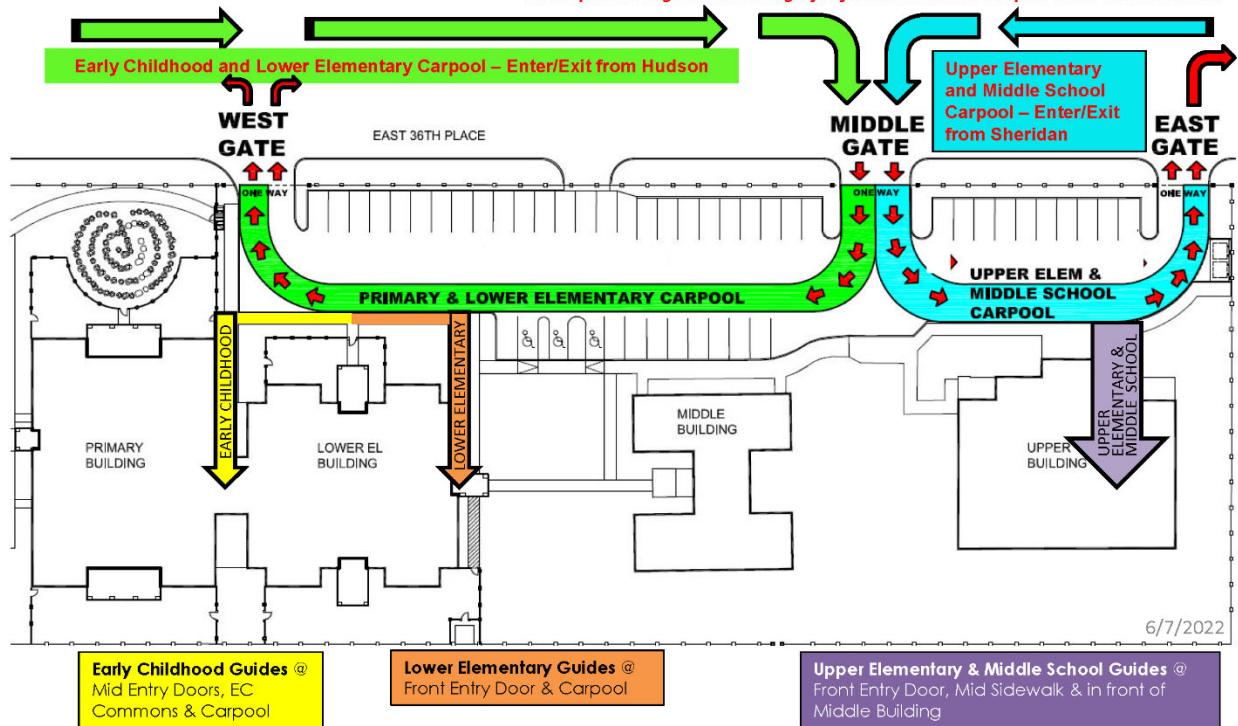 Early Childhood and Lower Elementary Carpool – Enter/Exit from Hudson
Upper Elementary
and Middle School
Carpool – Enter/Exit
from Sheridan
WEST
GATE
EAST 36TH PLACE
MIDDLE
GATE
EAST
GATE
ONE WAY
ONE WAY
ONE WAY
PRIMARY & LOWER ELEMENTARY CARPOOL
UPPER ELEM &
MIDDLE SCHOOL
CARPOOL
EARLY CHILDHOOD
LOWER ELEMENTARY
UPPER
ELEMENTARY &
MIDDLE SCHOOL
PRIMARY
BUILDING
LOWER EL
BUILDING
MIDDLE
BUILDING
UPPER
BUILDING
6/7/2022
Early Childhood Guides @
Mid Entry Doors, EC
Commons & Carpool
Lower Elementary Guides @
Front Entry Door & Carpool
Upper Elementary & Middle School Guides @
Front Entry Door, Mid Sidewalk & in front of
Middle Building